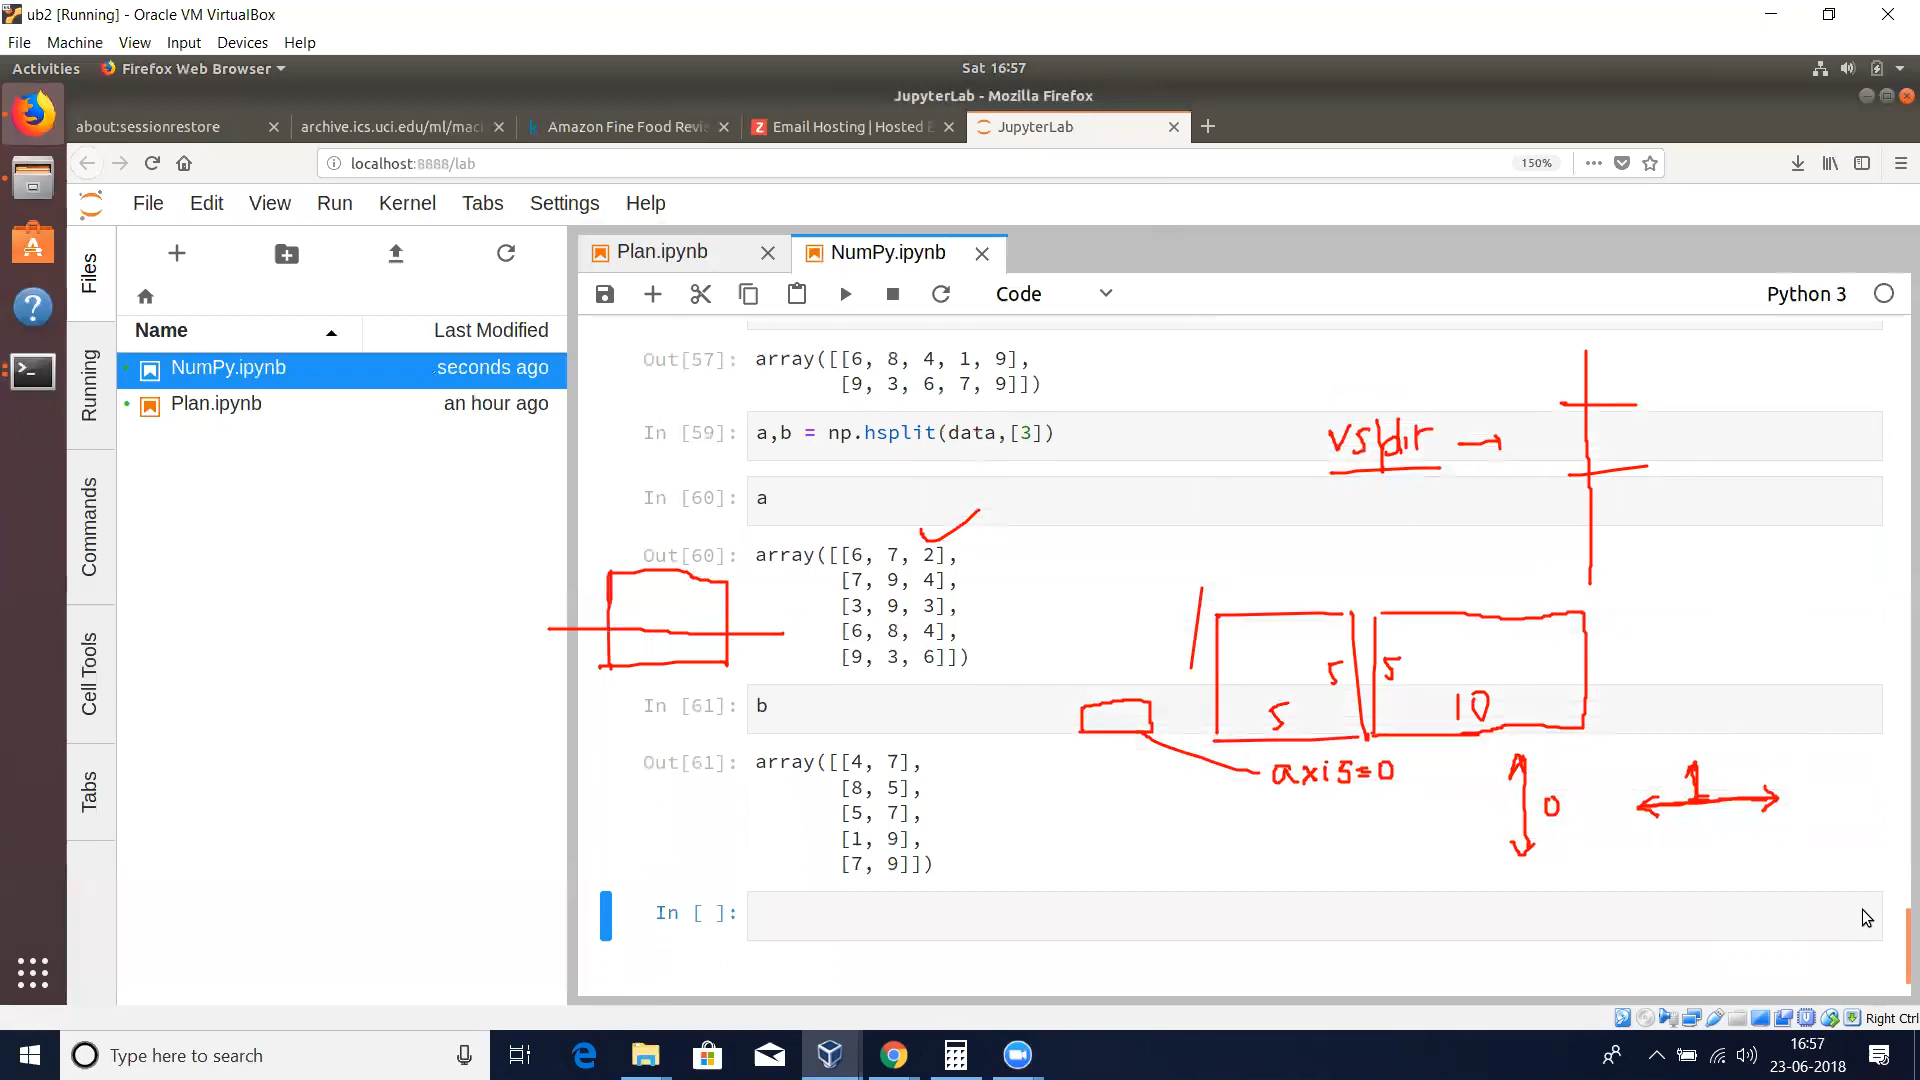 ub2 [Running] - Oracle VM VirtualBox
File Machine View Input Devices Help
Activities Firefox Web Browser Sat 16:57
JupyterLab - Mozilla Firefox
about:sessionrestore archive.ics.uci.edu/ml/mac Amazon Fine Food Revi Email Hosting | Hosted E JupyterLab
localhost:8888/lab 150%
File Edit View Run Kernel Tabs Settings Help
Plan.ipynb NumPy.ipynb
Code Python 3
Files
Running
Commands
Cell Tools
Tabs
Name Last Modified
NumPy.ipynb seconds ago
Plan.ipynb an hour ago
Out[57]: array([[6, 8, 4, 1, 9],
[9, 3, 6, 7, 9]])
In [59]: a,b = np.hsplit(data,[3])
In [60]: a
Out[60]: array([[6, 7, 2],
[7, 9, 4],
[3, 9, 3],
[6, 8, 4],
[9, 3, 6]])
In [61]: b
Out[61]: array([[4, 7],
[8, 5],
[5, 7],
[1, 9],
[7, 9]])
In [ ]:
5 5
5 10
axis=0
0 1
Right Ctrl
Type here to search
16:57
23-06-2018